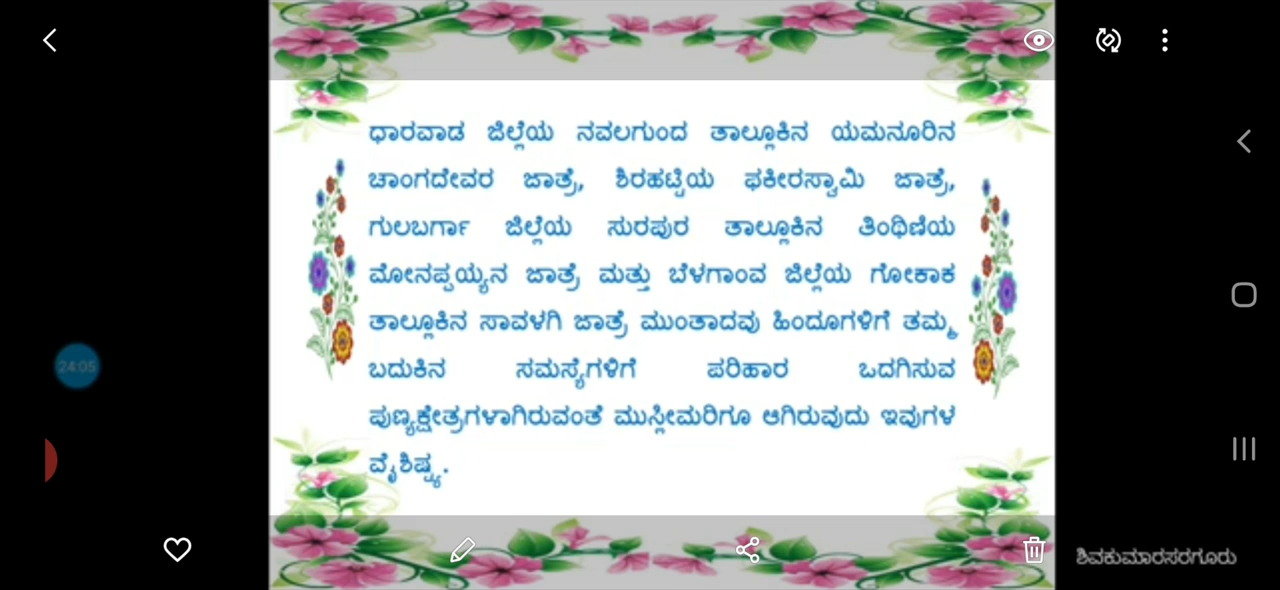 ಧಾರವಾಡ ಜಿಲ್ಲೆಯ ನವಲಗುಂದ ತಾಲ್ಲೂಕಿನ ಯಮನೂರಿನ
ಚಾಂಗದೇವರ ಜಾತ್ರೆ, ಶಿರಹಟ್ಟಿಯ ಫಕೀರಸ್ವಾಮಿ ಜಾತ್ರೆ,
ಗುಲಬರ್ಗಾ ಜಿಲ್ಲೆಯ ಸುರಪುರ ತಾಲ್ಲೂಕಿನ ತಿಂಥಿಣಿಯ
ಮೋನಪ್ಪಯ್ಯನ ಜಾತ್ರೆ ಮತ್ತು ಬೆಳಗಾಂವ ಜಿಲ್ಲೆಯ ಗೋಕಾಕ
ತಾಲ್ಲೂಕಿನ ಸಾವಳಗಿ ಜಾತ್ರೆ ಮುಂತಾದವು ಹಿಂದೂಗಳಿಗೆ ತಮ್ಮ
ಬದುಕಿನ ಸಮಸ್ಯೆಗಳಿಗೆ ಪರಿಹಾರ ಒದಗಿಸುವ
ಪುಣ್ಯಕ್ಷೇತ್ರಗಳಾಗಿರುವಂತೆ ಮುಸ್ಲೀಮರಿಗೂ ಆಗಿರುವುದು ಇವುಗಳ
ವೈಶಿಷ್ಟ್ಯ.
24:05
ಶಿವಕುಮಾರಸರಗೂರು